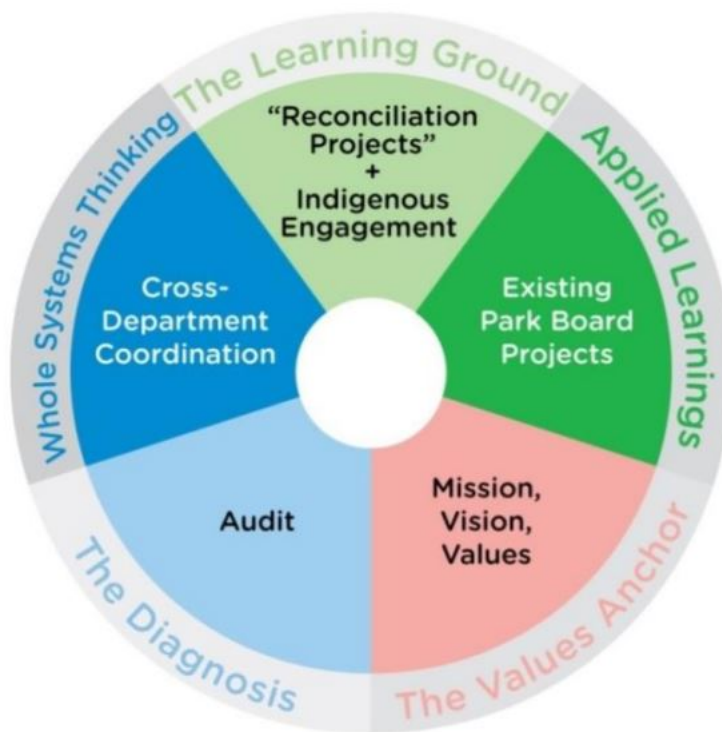 The Learning Ground
“Reconciliation
Projects”
+
Indigenous
Engagement
Applied Learnings
Existing
Park Board
Projects
The Values Anchor
Mission,
Vision,
Values
The Diagnosis
Audit
Whole Systems Thinking
Cross-
Department
Coordination